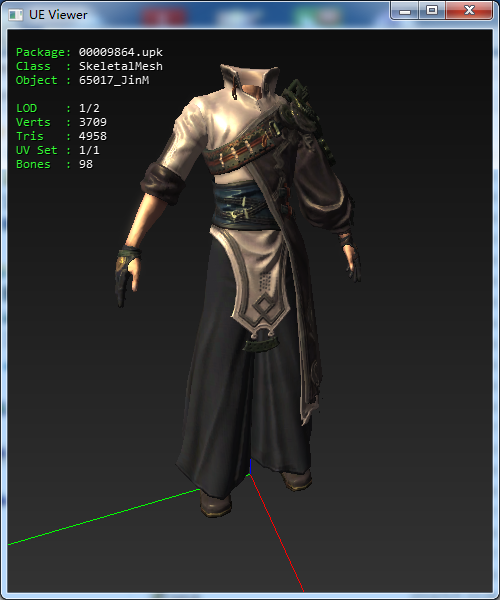 UE Viewer
Package: 00009864.upk
Class : SkeletalMesh
Object : 65017_JinM
LOD : 1/2
Verts : 3709
Tris : 4958
UV Set : 1/1
Bones : 98